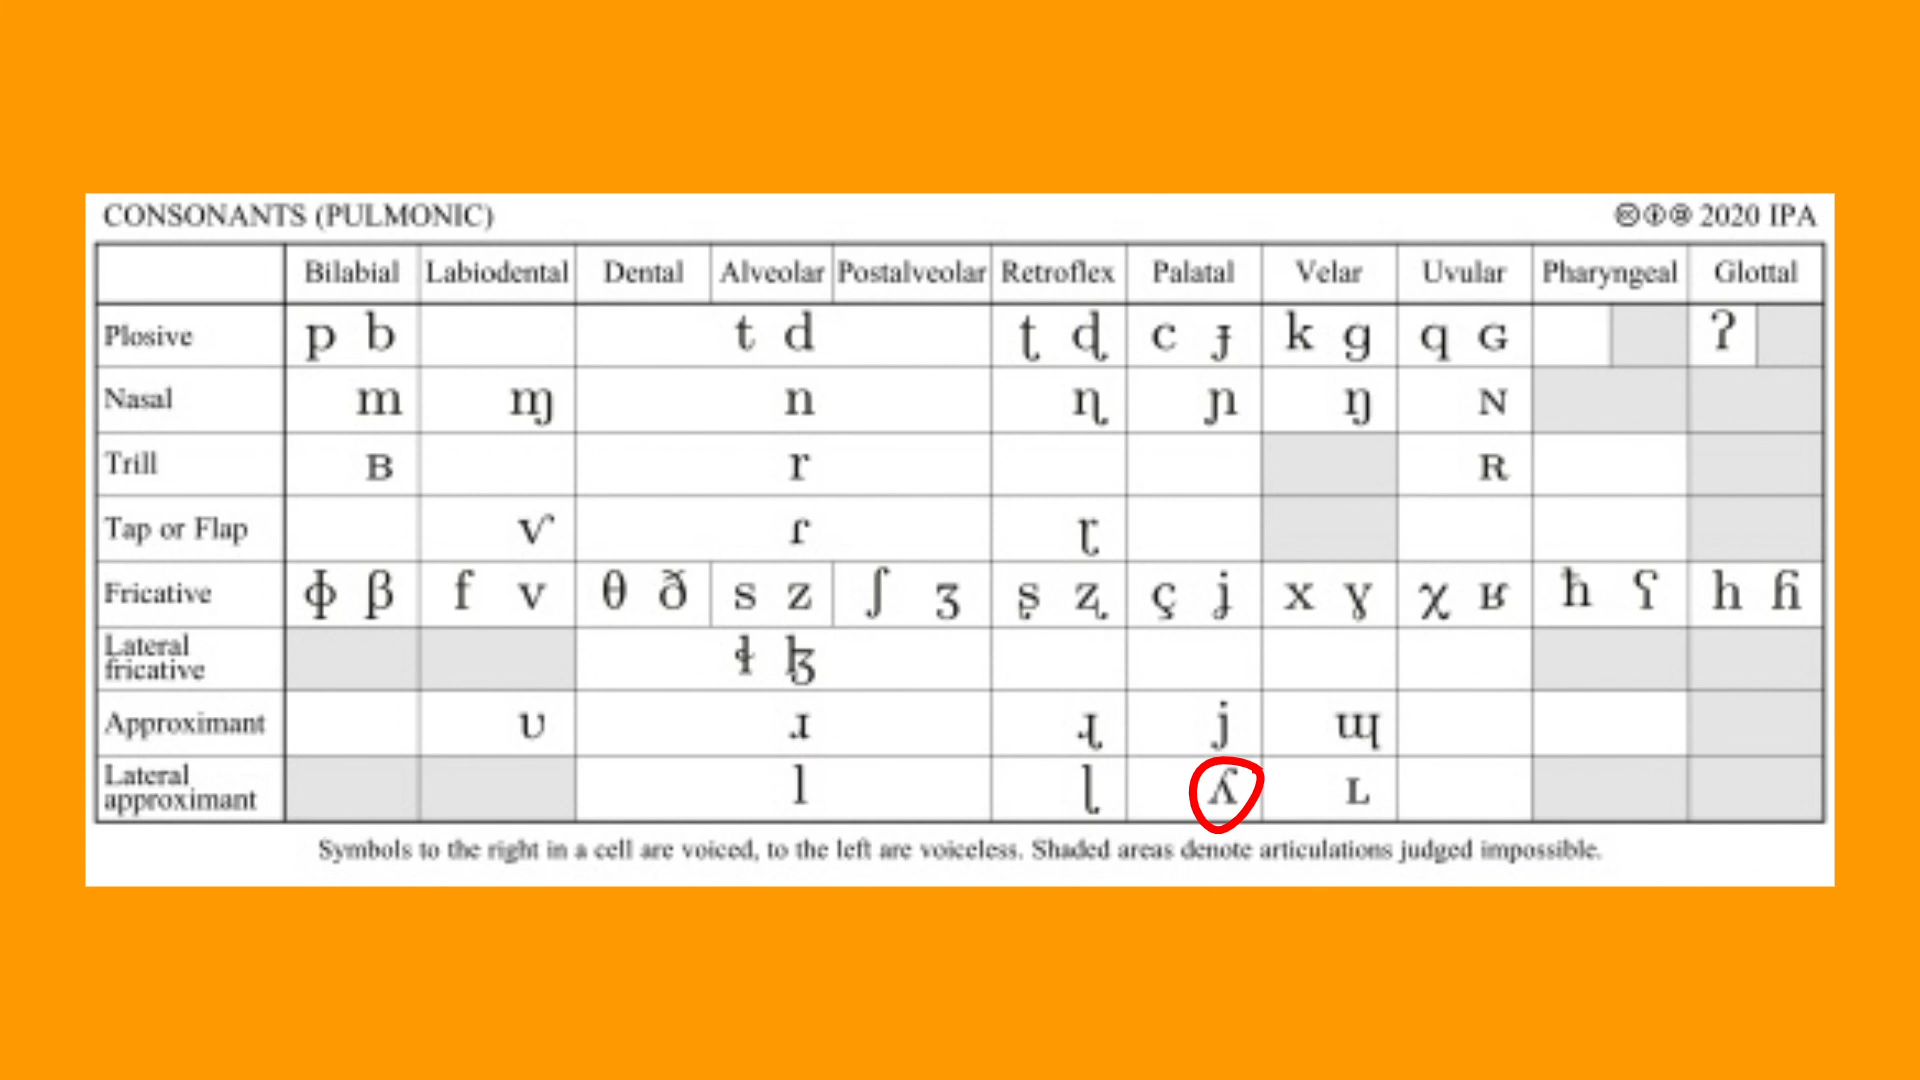 CONSONANTS (PULMONIC) 2020 IPA
Bilabial Labiodental Dental Alveolar Postalveolar Retroflex Palatal Velar Uvular Pharyngeal Glottal
Plosive p b t d ʈ ɖ c ɟ k ɡ q ɢ ʔ
Nasal m ɱ n ɳ ɲ ŋ ɴ
Trill ʙ r ʀ
Tap or Flap ⱱ ɾ ɽ
Fricative ɸ β f v θ ð s z ʃ ʒ ʂ ʐ ç ʝ x ɣ χ ʁ ħ ʕ h ɦ
Lateral fricative ɬ ɮ
Approximant ʋ ɹ ɻ j ɰ
Lateral approximant l ɭ ʎ ʟ
Symbols to the right in a cell are voiced, to the left are voiceless. Shaded areas denote articulations judged impossible.